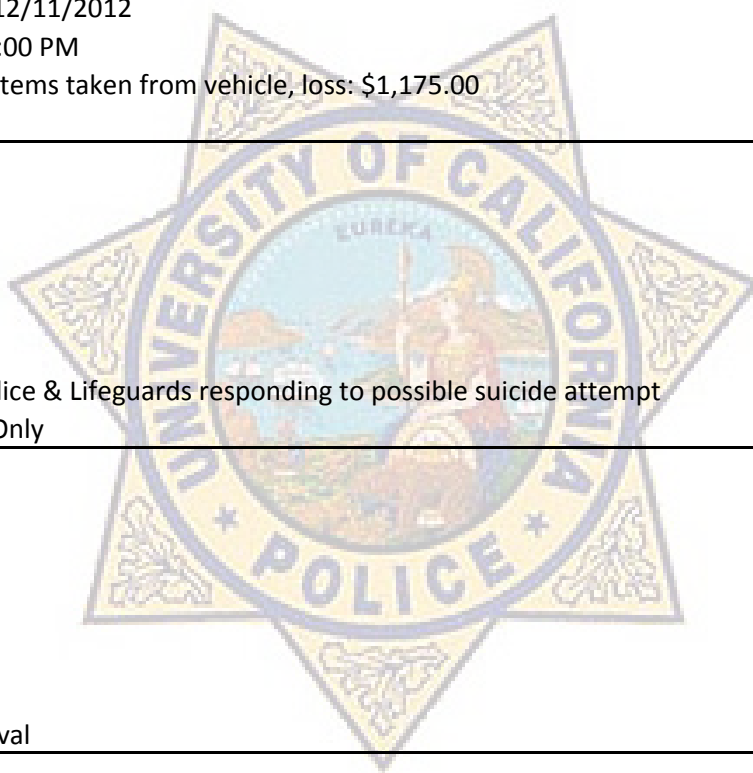 12/11/2012
:00 PM
tems taken from vehicle, loss: $1,175.00
UNIVERSITY OF CALIFORNIA
EUREKA
lice & Lifeguards responding to possible suicide attempt
Only
POLICE
val